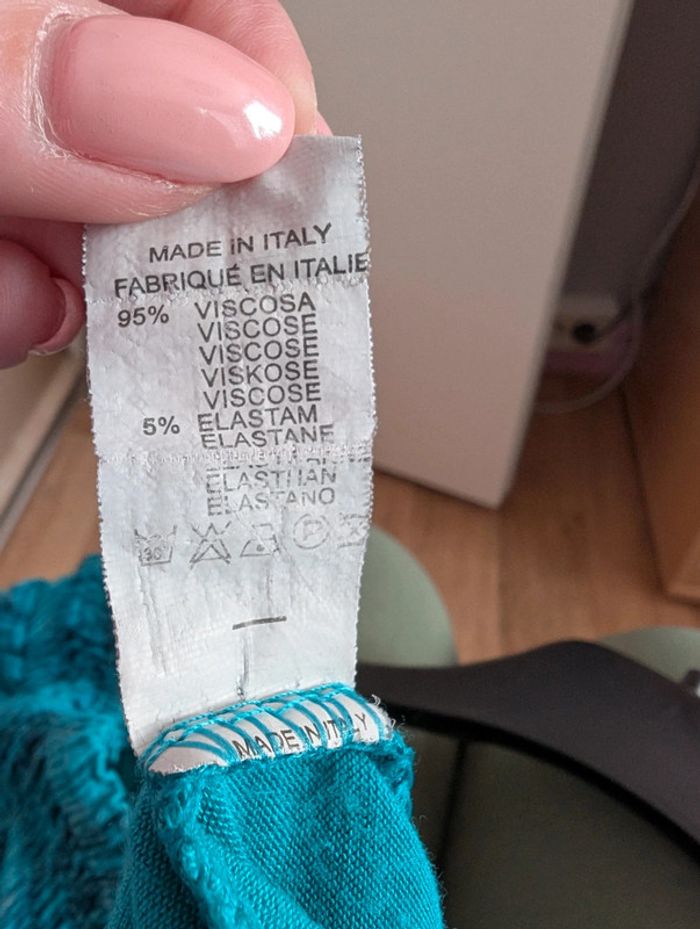 MADE IN ITALY
FABRIQUÉ EN ITALIE
95% VISCOSA
VISCOSE
VISCOSE
VISKOSE
VISCOSE
5% ELASTAM
ELASTANE
ELASTHAN
ELASTANO
30
P
MADE IN ITALY